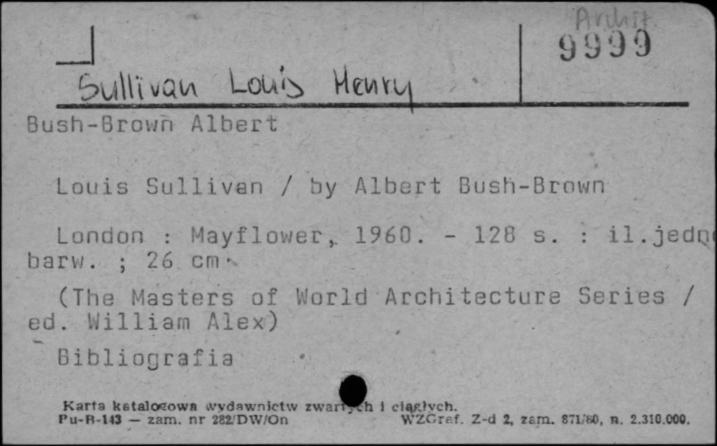 Archit.
9999
Sullivan Louis Henry
Bush-Brown Albert
Louis Sullivan / by Albert Bush-Brown
London : Mayflower, 1960. - 128 s. : il.jedno
barw. ; 26 cm.
(The Masters of World Architecture Series /
ed. William Alex)
Bibliografia
Karta katalogowa wydawnictw zwartych i ciągłych.
Pu-B-143 — zam. nr 282/DW/On WZGraf. Z-d 2, zam. 871/80, n. 2.310.000.